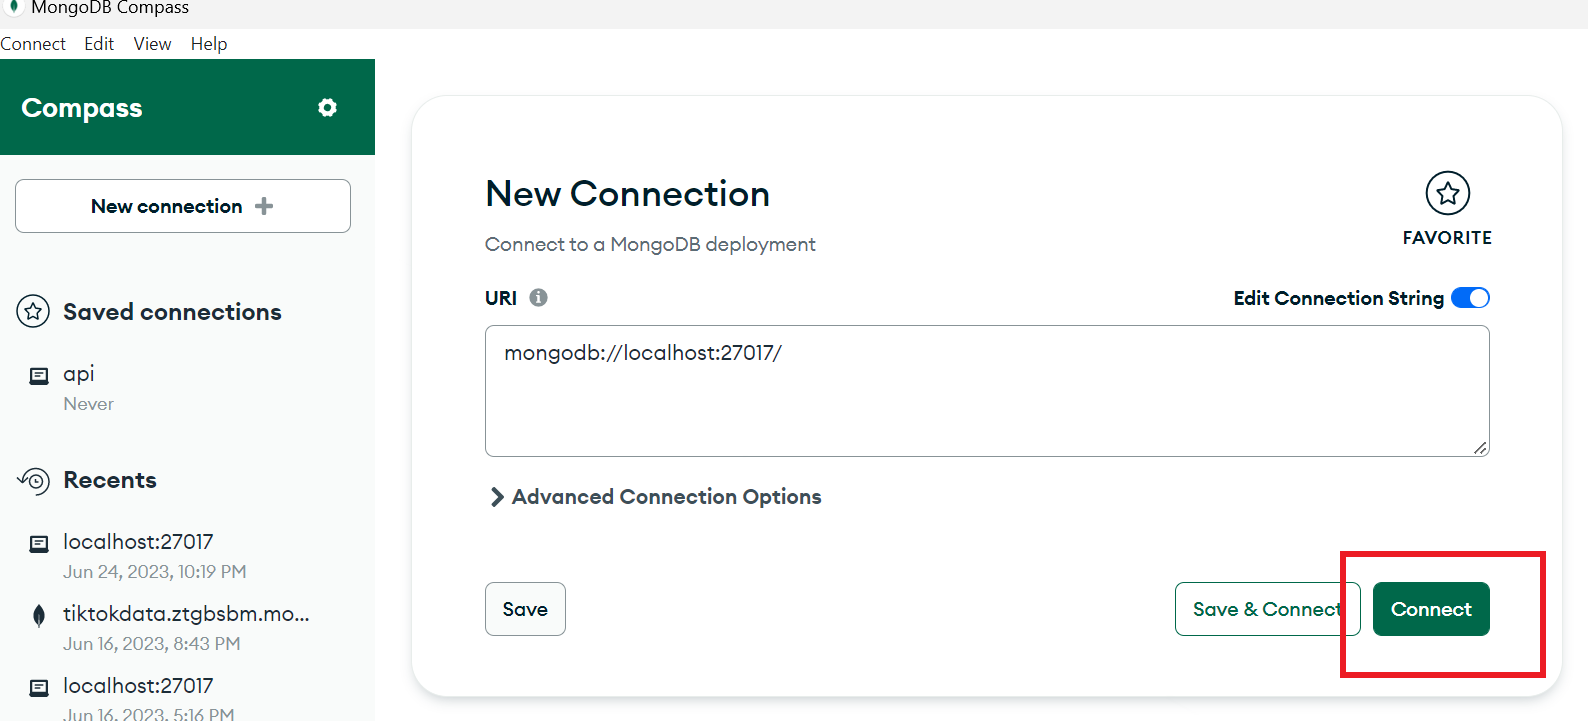 MongoDB Compass
Connect Edit View Help
Compass
New connection
Saved connections
api
Never
Recents
localhost:27017
Jun 24, 2023, 10:19 PM
tiktokdata.ztgbsbm.mo...
Jun 16, 2023, 8:43 PM
localhost:27017
Jun 16, 2023, 5:16 PM
New Connection
Connect to a MongoDB deployment
FAVORITE
URI
Edit Connection String
mongodb://localhost:27017/
Advanced Connection Options
Save
Save & Connect
Connect